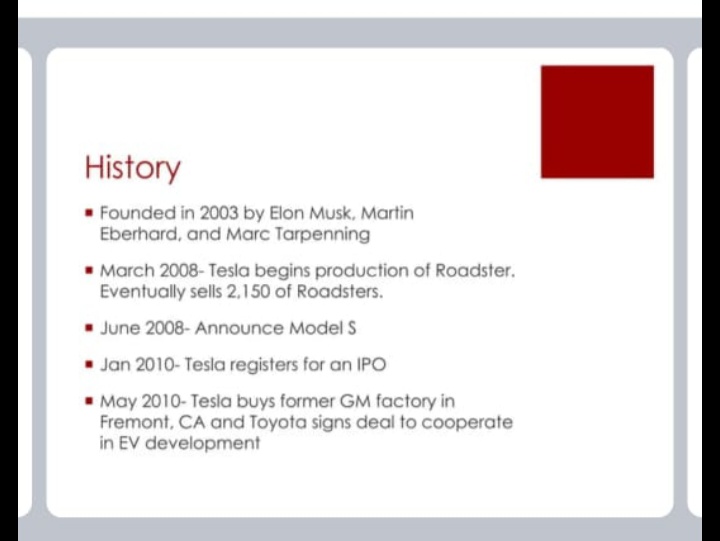 History
Founded in 2003 by Elon Musk, Martin
Eberhard, and Marc Tarpenning
March 2008- Tesla begins production of Roadster.
Eventually sells 2,150 of Roadsters.
June 2008- Announce Model S
Jan 2010- Tesla registers for an IPO
May 2010- Tesla buys former GM factory in
Fremont, CA and Toyota signs deal to cooperate
in EV development